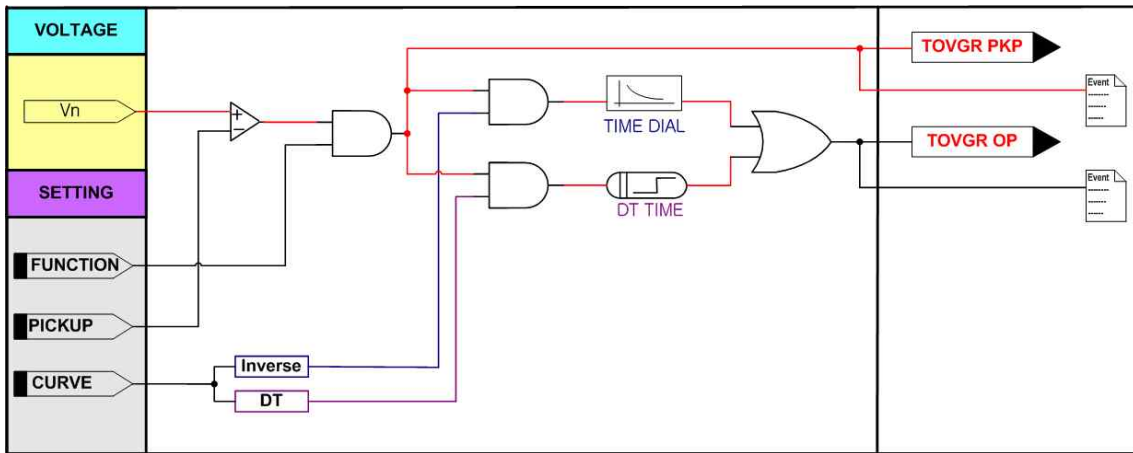 VOLTAGE
Vn
SETTING
FUNCTION
PICKUP
CURVE
Inverse
DT
+
−
TIME DIAL
DT TIME
TOVGR PKP
Event
TOVGR OP
Event